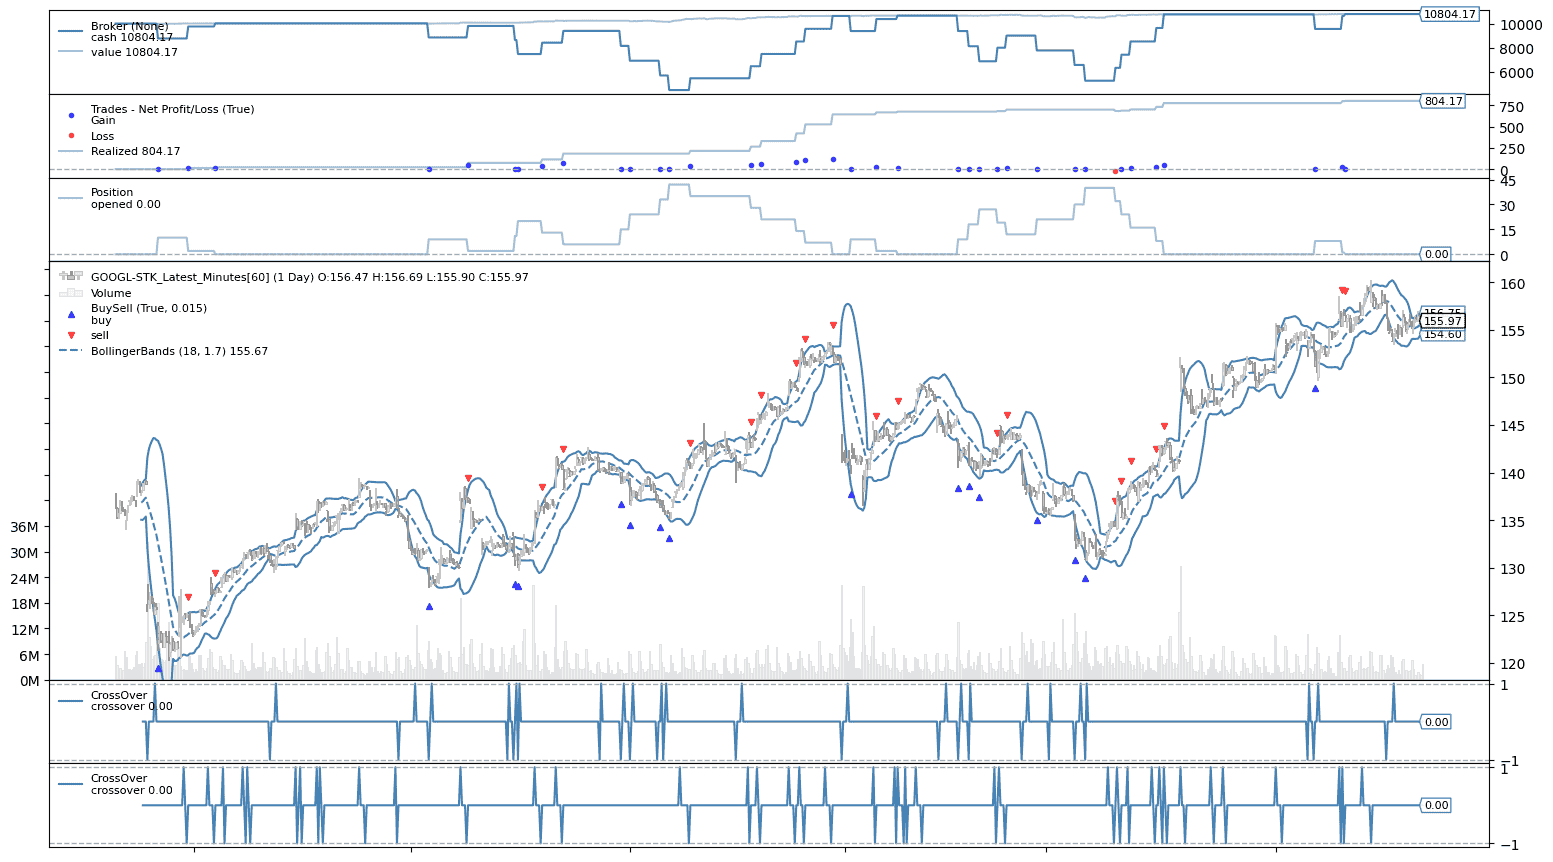 Broker (None)
cash 10804.17
value 10804.17
10804.17
10000
8000
6000
Trades - Net Profit/Loss (True)
Gain
Loss
Realized 804.17
804.17
750
500
250
0
Position
opened 0.00
45
30
15
0
0.00
GOOGL-STK_Latest_Minutes[60] (1 Day) O:156.47 H:156.69 L:155.90 C:155.97
Volume
BuySell (True, 0.015)
buy
sell
BollingerBands (18, 1.7) 155.67
156.75
155.97
154.60
160
155
150
145
140
135
130
125
120
36M
30M
24M
18M
12M
6M
0M
CrossOver
crossover 0.00
1
0.00
−1
CrossOver
crossover 0.00
1
0.00
−1